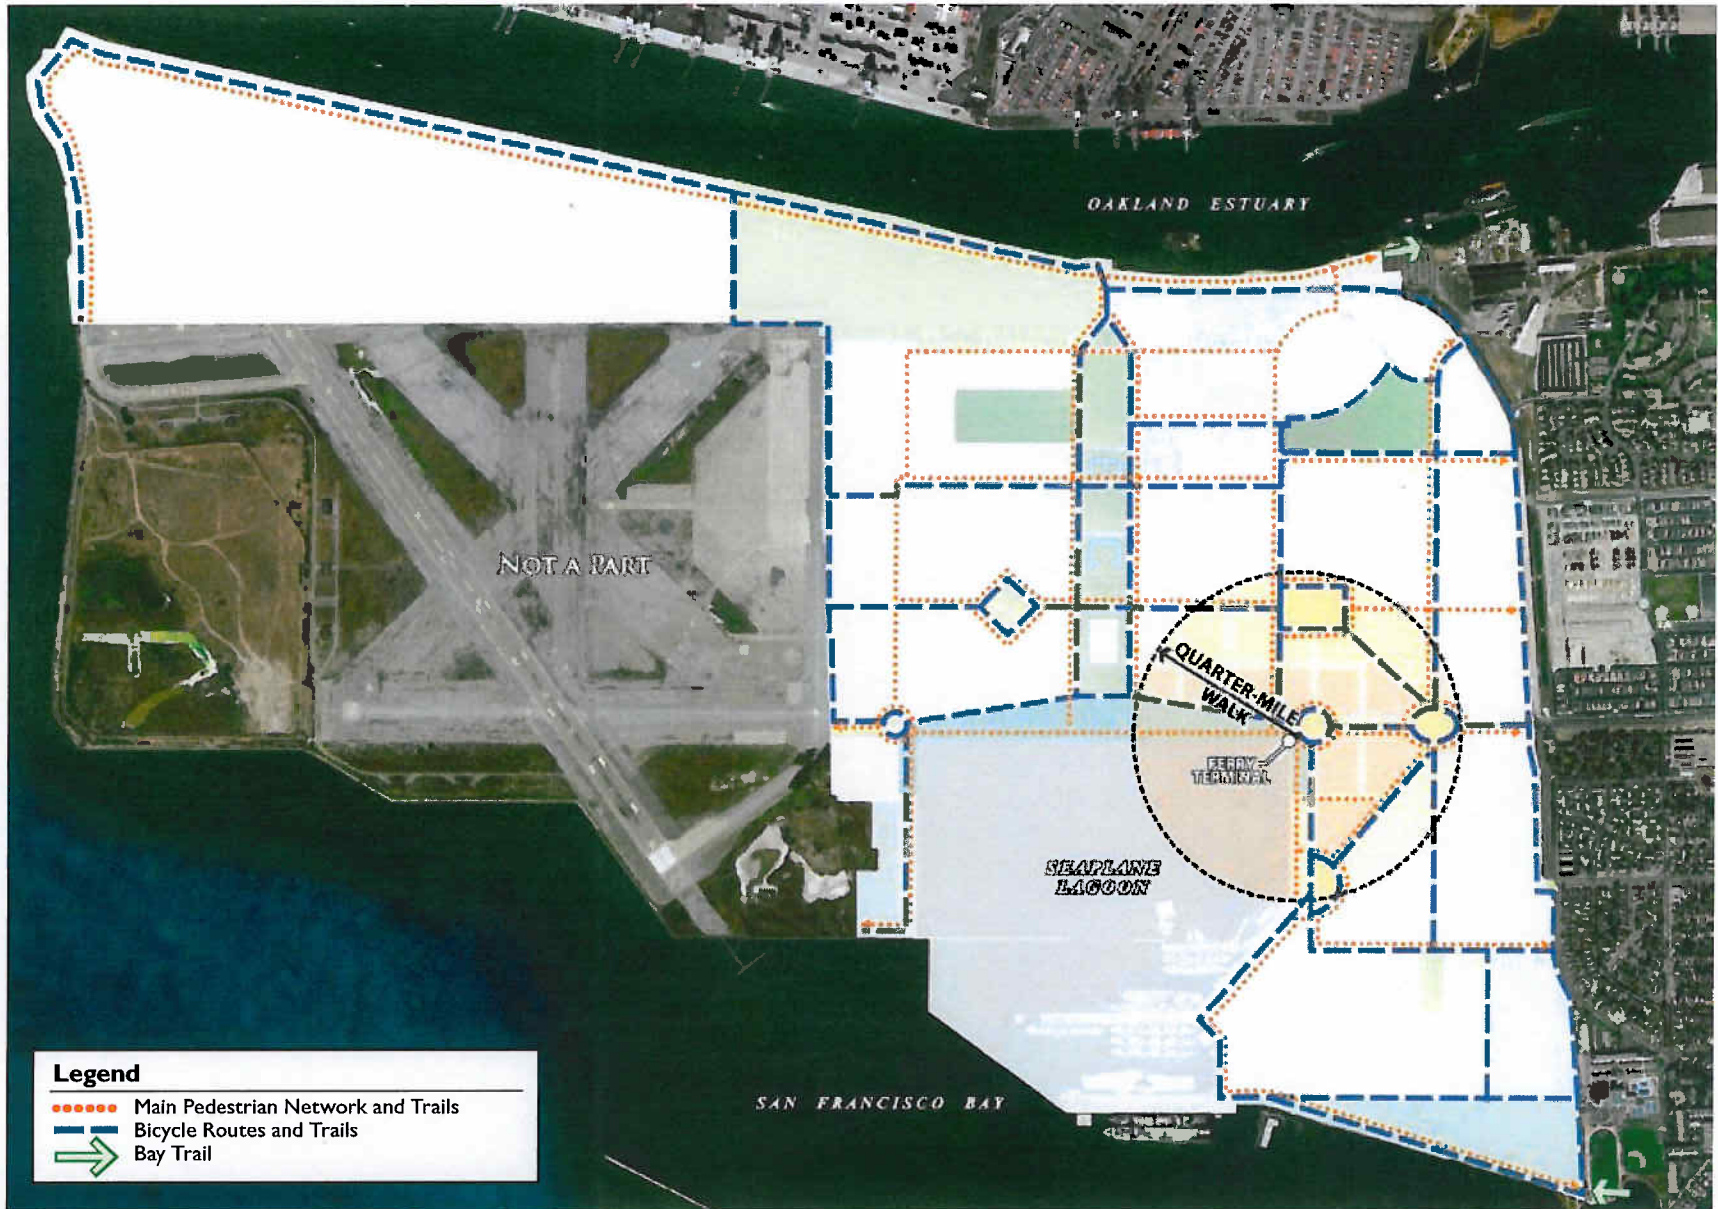 OAKLAND ESTUARY
NOT A PART
QUARTER-MILE
WALK
FERRY
TERMINAL
SEAPLANE
LAGOON
SAN FRANCISCO BAY
Legend
Main Pedestrian Network and Trails
Bicycle Routes and Trails
Bay Trail